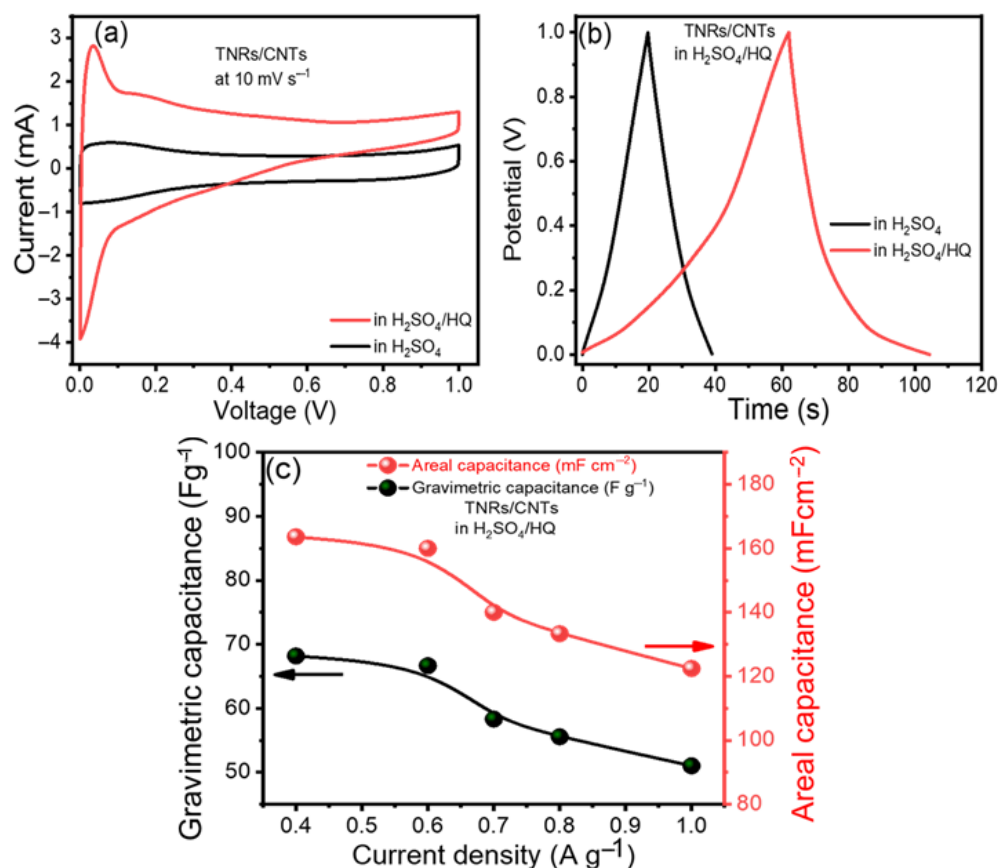 (a)
TNRs/CNTs
at 10 mV s⁻¹
Current (mA)
3
2
1
0
−1
−2
−3
−4
in H₂SO₄/HQ
in H₂SO₄
0.0 0.2 0.4 0.6 0.8 1.0
Voltage (V)
(b)
TNRs/CNTs
in H₂SO₄/HQ
Potential (V)
1.0
0.8
0.6
0.4
0.2
0.0
in H₂SO₄
in H₂SO₄/HQ
0 20 40 60 80 100 120
Time (s)
(c)
Areal capacitance (mF cm⁻²)
Gravimetric capacitance (F g⁻¹)
TNRs/CNTs
in H₂SO₄/HQ
Gravimetric capacitance (Fg⁻¹)
100
90
80
70
60
50
Areal capacitance (mFcm⁻²)
180
160
140
120
100
80
0.4 0.5 0.6 0.7 0.8 0.9 1.0
Current density (A g⁻¹)